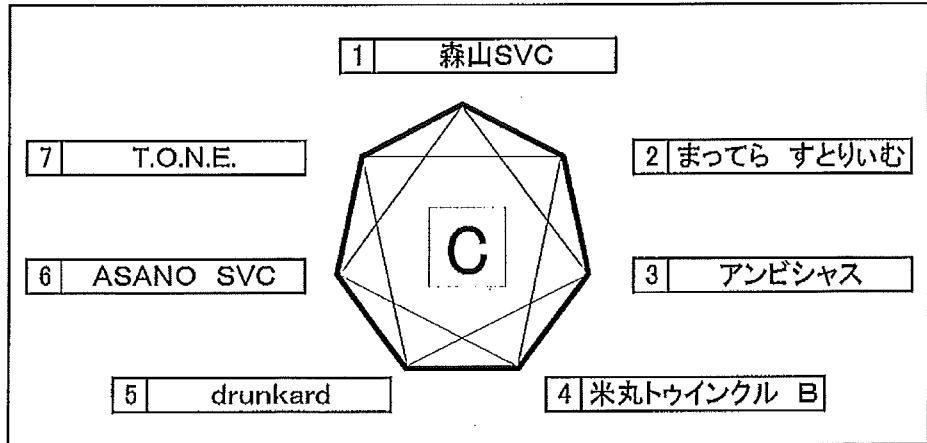 1 森山SVC
7 T.O.N.E.
2 まってら すとりぃむ
C
6 ASANO SVC
3 アンビシャス
5 drunkard
4 米丸トゥインクル B